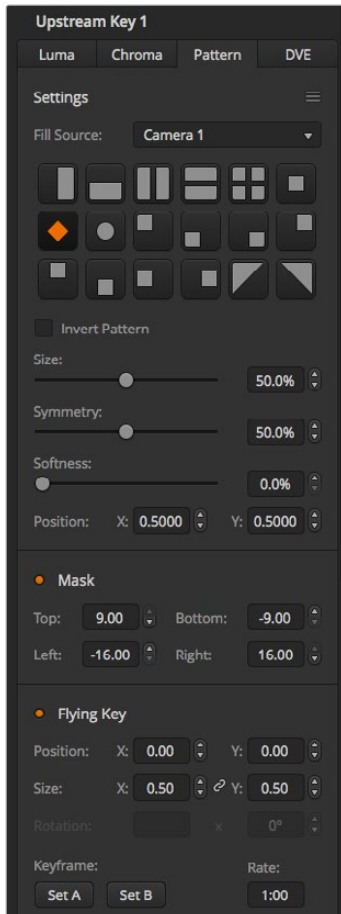 Upstream Key 1
Luma Chroma Pattern DVE
Settings
Fill Source: Camera 1
Invert Pattern
Size:
50.0%
Symmetry:
50.0%
Softness:
0.0%
Position: X: 0.5000 Y: 0.5000
Mask
Top: 9.00 Bottom: -9.00
Left: -16.00 Right: 16.00
Flying Key
Position: X: 0.00 Y: 0.00
Size: X: 0.50 Y: 0.50
Rotation: x 0°
Keyframe: Rate:
Set A Set B 1:00